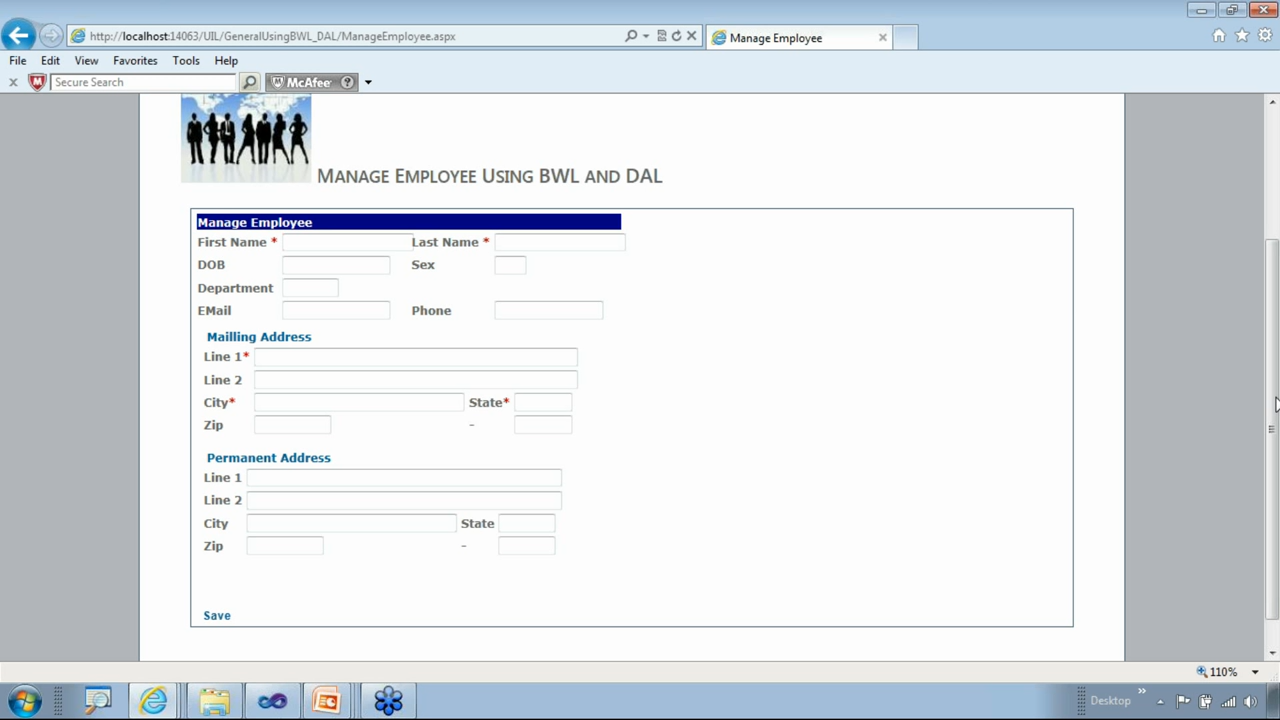 http://localhost:14063/UIL/GeneralUsingBWL_DAL/ManageEmployee.aspx
Manage Employee
File Edit View Favorites Tools Help
Secure Search
McAfee
MANAGE EMPLOYEE USING BWL AND DAL
Manage Employee
First Name * Last Name *
DOB Sex
Department
EMail Phone
Mailling Address
Line 1*
Line 2
City* State*
Zip -
Permanent Address
Line 1
Line 2
City State
Zip -
Save
110%
Desktop